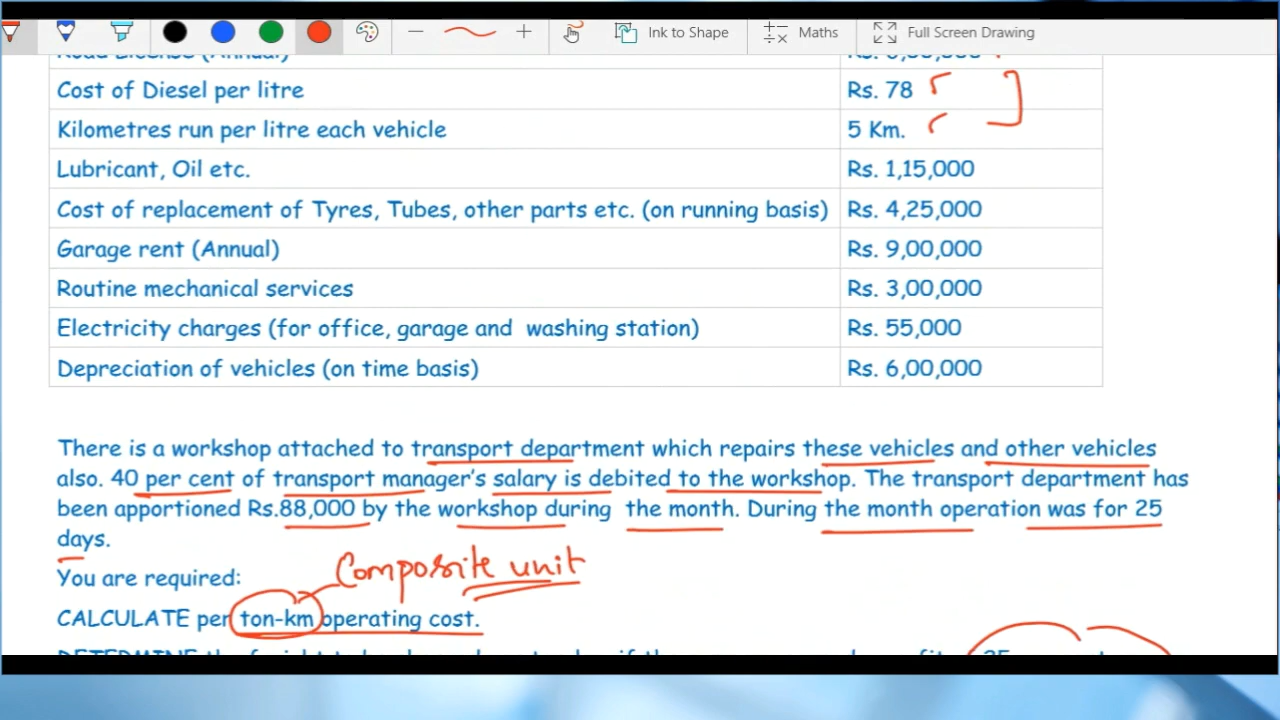 Ink to Shape Maths Full Screen Drawing
Road License (Annual)
Cost of Diesel per litre Rs. 78
Kilometres run per litre each vehicle 5 Km.
Lubricant, Oil etc. Rs. 1,15,000
Cost of replacement of Tyres, Tubes, other parts etc. (on running basis) Rs. 4,25,000
Garage rent (Annual) Rs. 9,00,000
Routine mechanical services Rs. 3,00,000
Electricity charges (for office, garage and washing station) Rs. 55,000
Depreciation of vehicles (on time basis) Rs. 6,00,000
There is a workshop attached to transport department which repairs these vehicles and other vehicles
also. 40 per cent of transport manager's salary is debited to the workshop. The transport department has
been apportioned Rs.88,000 by the workshop during the month. During the month operation was for 25
days.
Composite unit
You are required:
CALCULATE per ton-km operating cost.